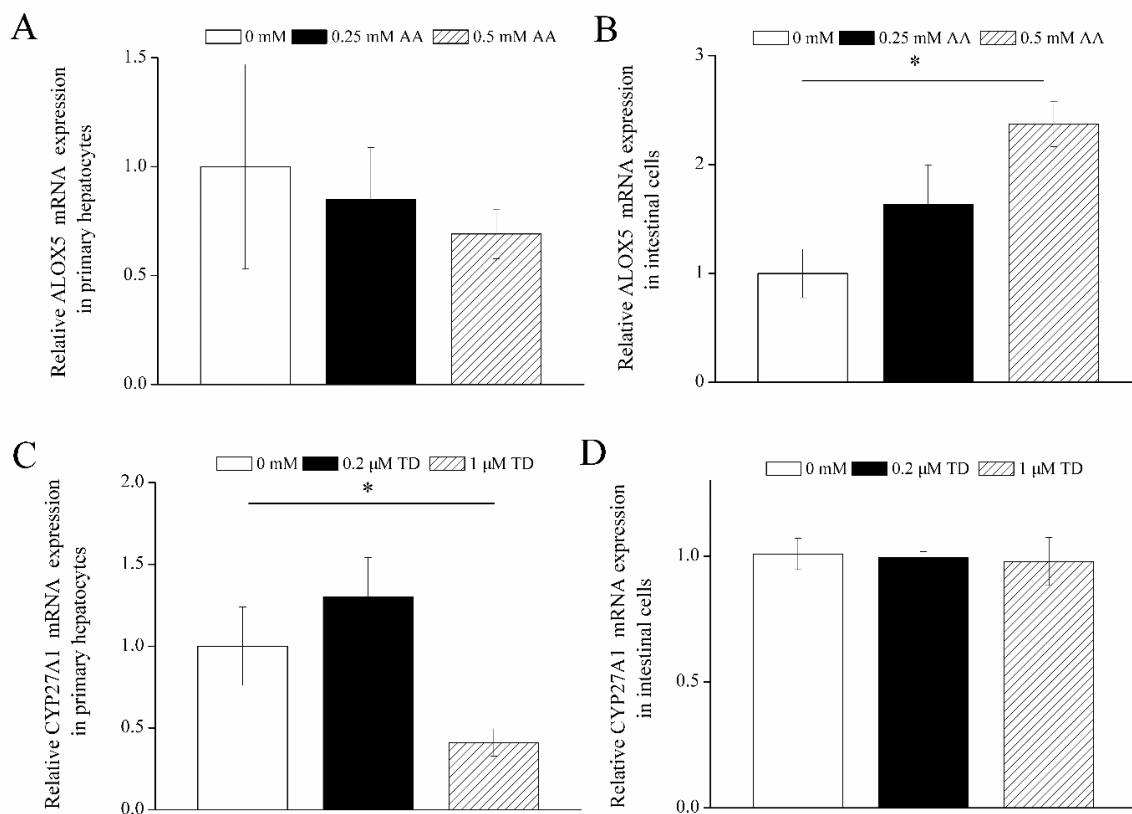 A
0 mM 0.25 mM AA 0.5 mM AA
Relative ALOX5 mRNA expression
in primary hepatocytes
1.5
1.0
0.5
0.0
B
0 mM 0.25 mM AA 0.5 mM AA
Relative ALOX5 mRNA expression
in intestinal cells
3
2
1
0
*
C
0 mM 0.2 μM TD 1 μM TD
Relative CYP27A1 mRNA expression
in primary hepatocytes
2.0
1.5
1.0
0.5
0.0
*
D
0 mM 0.2 μM TD 1 μM TD
Relative CYP27A1 mRNA expression
in intestinal cells
1.0
0.5
0.0